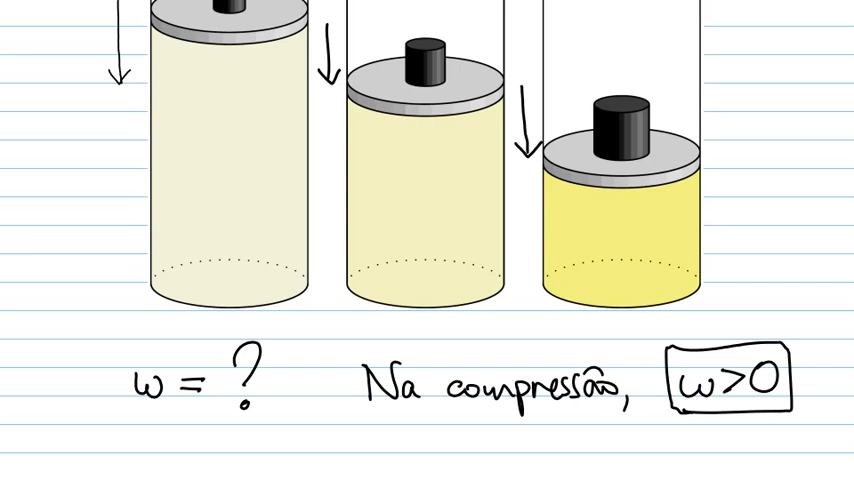 w = ? Na compressão, w>0